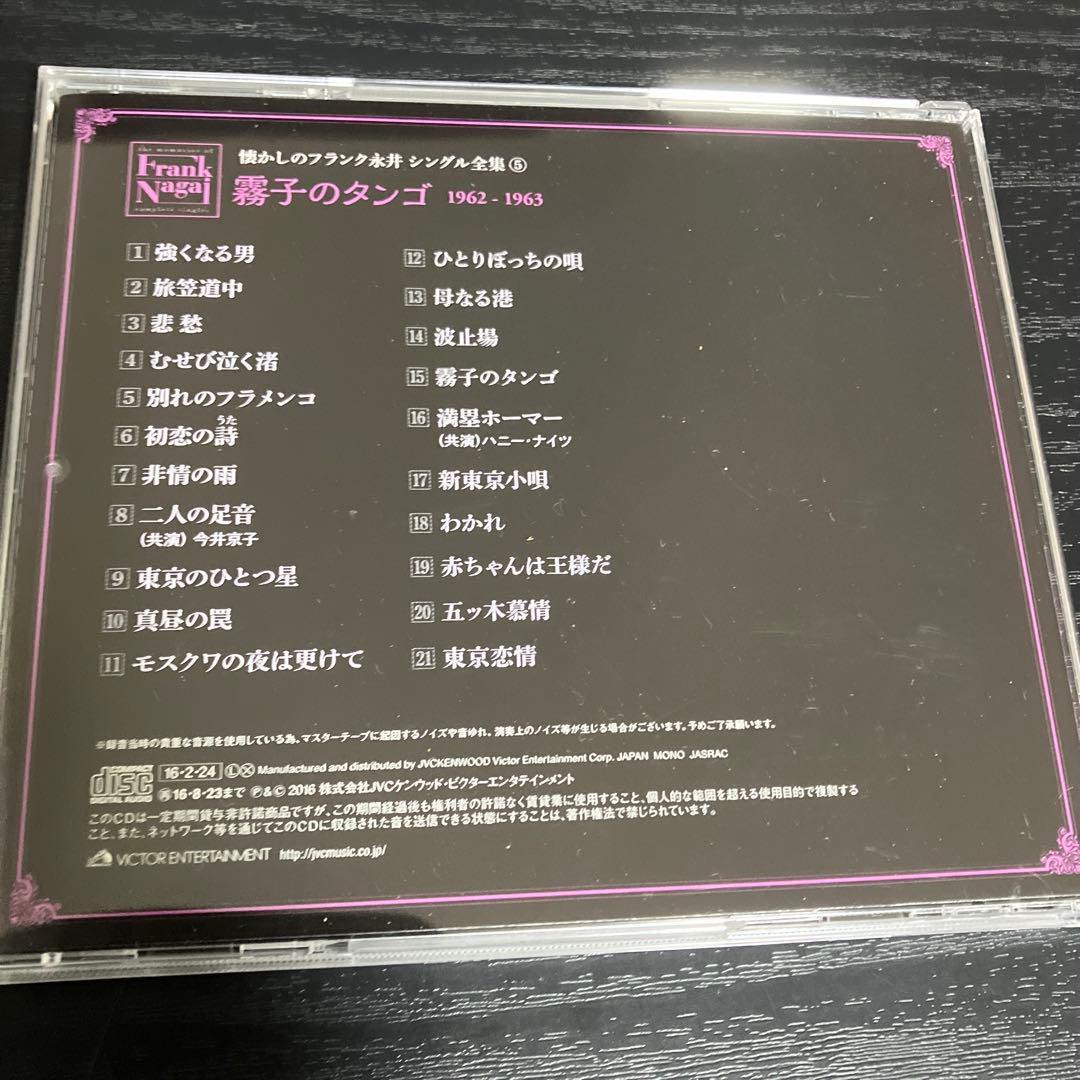 the memories of
Frank
Nagai
complete singles
懐かしのフランク永井 シングル全集⑤
霧子のタンゴ 1962 - 1963
1 強くなる男
2 旅笠道中
3 悲愁
4 むせび泣く渚
5 別れのフラメンコ
うた
6 初恋の詩
7 非情の雨
8 二人の足音
(共演) 今井京子
9 東京のひとつ星
10 真昼の罠
11 モスクワの夜は更けて
12 ひとりぼっちの唄
13 母なる港
14 波止場
15 霧子のタンゴ
16 満塁ホーマー
(共演)ハニー・ナイツ
17 新東京小唄
18 わかれ
19 赤ちゃんは王様だ
20 五ッ木慕情
21 東京恋情
※録音当時の貴重な音源を使用している為、マスターテープに起因するノイズや音ゆれ、演奏上のノイズ等が生じる場合がございます。予めご了承願います。
COMPACT disc DIGITAL AUDIO
16・2・24 Ⓛ Ⓧ Manufactured and distributed by JVCKENWOOD Victor Entertainment Corp. JAPAN MONO JASRAC
再16・8・23まで Ⓟ&© 2016 株式会社JVCケンウッド・ビクターエンタテインメント
このCDは一定期間貸与非許諾商品ですが、この期間経過後も権利者の許諾なく賃貸業に使用すること、個人的な範囲を超える使用目的で複製する
こと、また、ネットワーク等を通じてこのCDに収録された音を送信できる状態にすることは、著作権法で禁じられています。
VICTOR ENTERTAINMENT http://jvcmusic.co.jp/